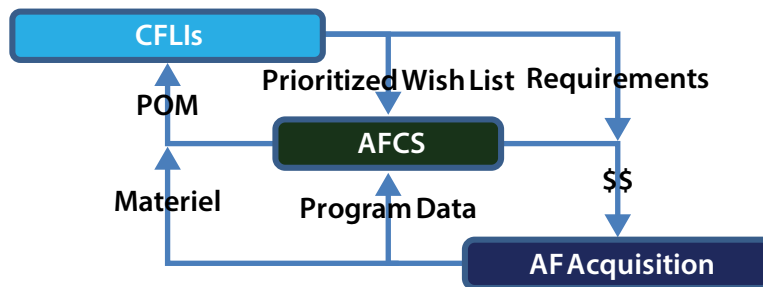 CFLIs
Prioritized Wish List
Requirements
POM
AFCS
Materiel
Program Data
$$
AF Acquisition